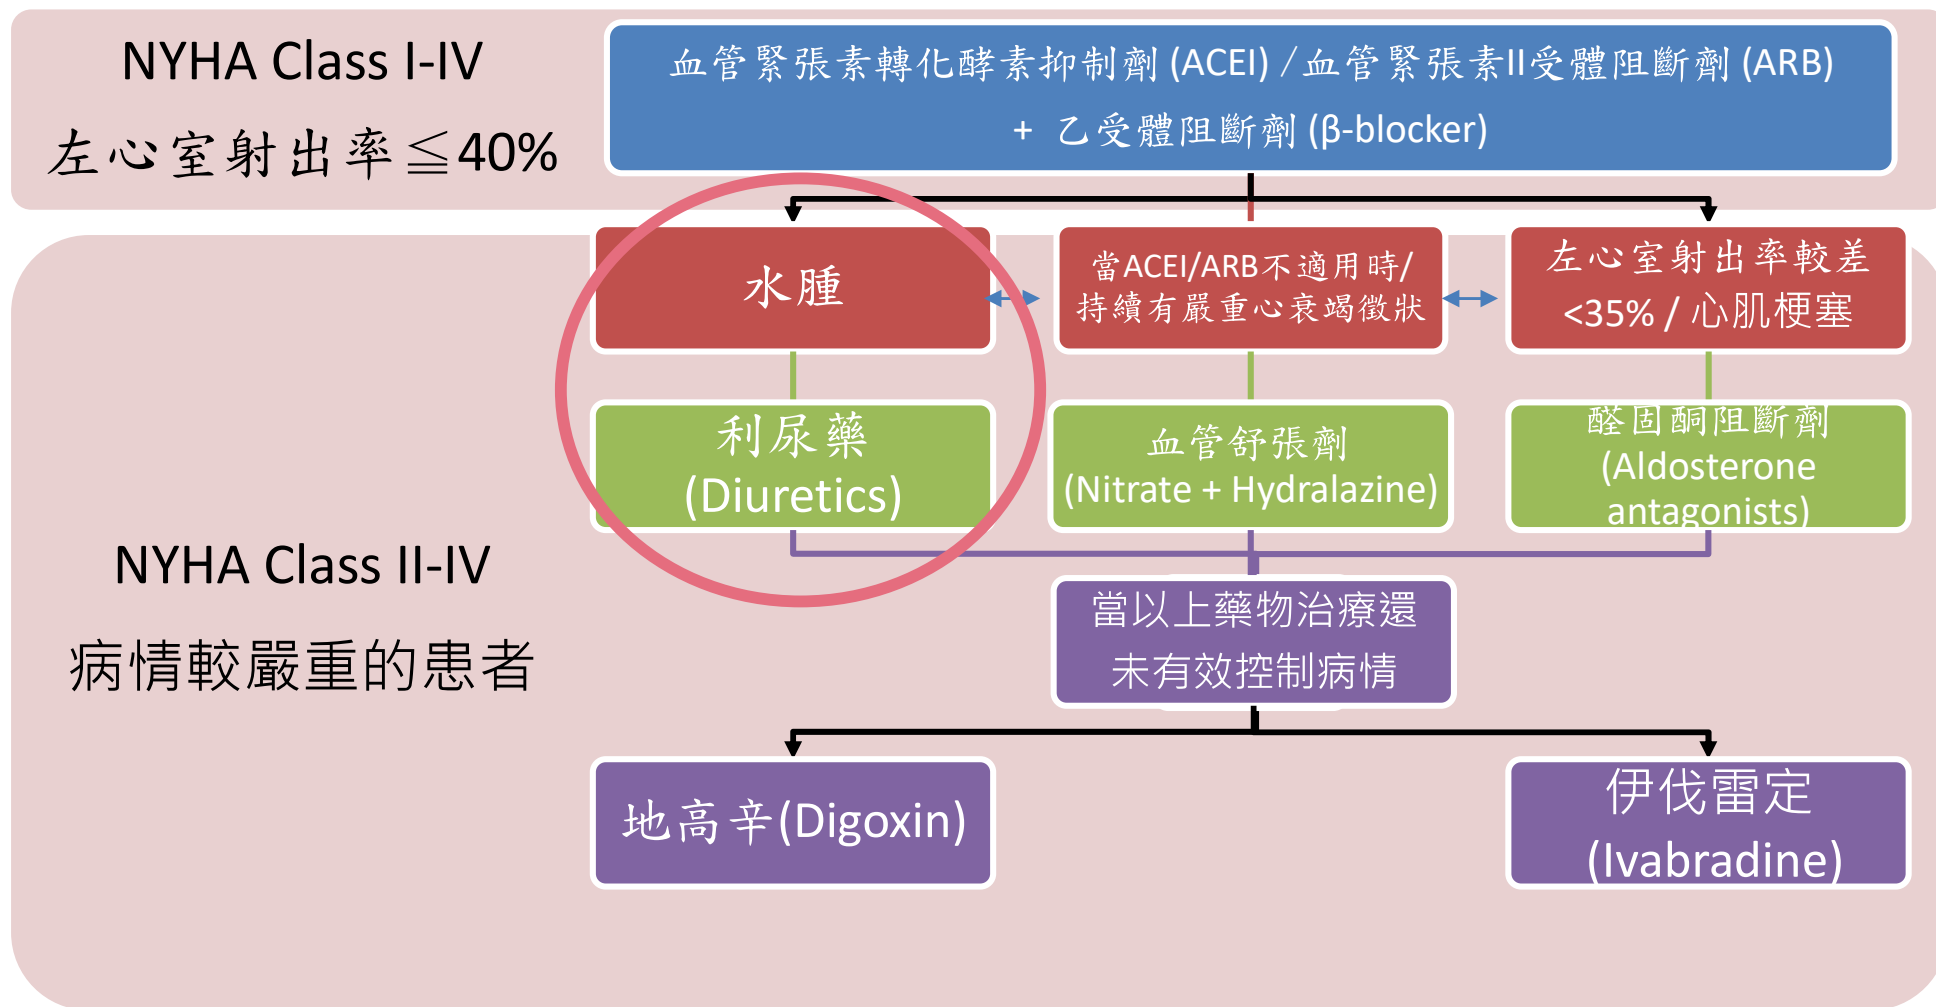 NYHA Class I-IV
左心室射出率≦40%
血管緊張素轉化酵素抑制劑 (ACEI) /血管緊張素II受體阻斷劑 (ARB)
+ 乙受體阻斷劑 (β-blocker)
水腫
當ACEI/ARB不適用時/
持續有嚴重心衰竭徵狀
左心室射出率較差
<35% / 心肌梗塞
利尿藥
(Diuretics)
血管舒張劑
(Nitrate + Hydralazine)
醛固酮阻斷劑
(Aldosterone
antagonists)
NYHA Class II-IV
病情較嚴重的患者
當以上藥物治療還
未有效控制病情
地高辛(Digoxin)
伊伐雷定
(Ivabradine)